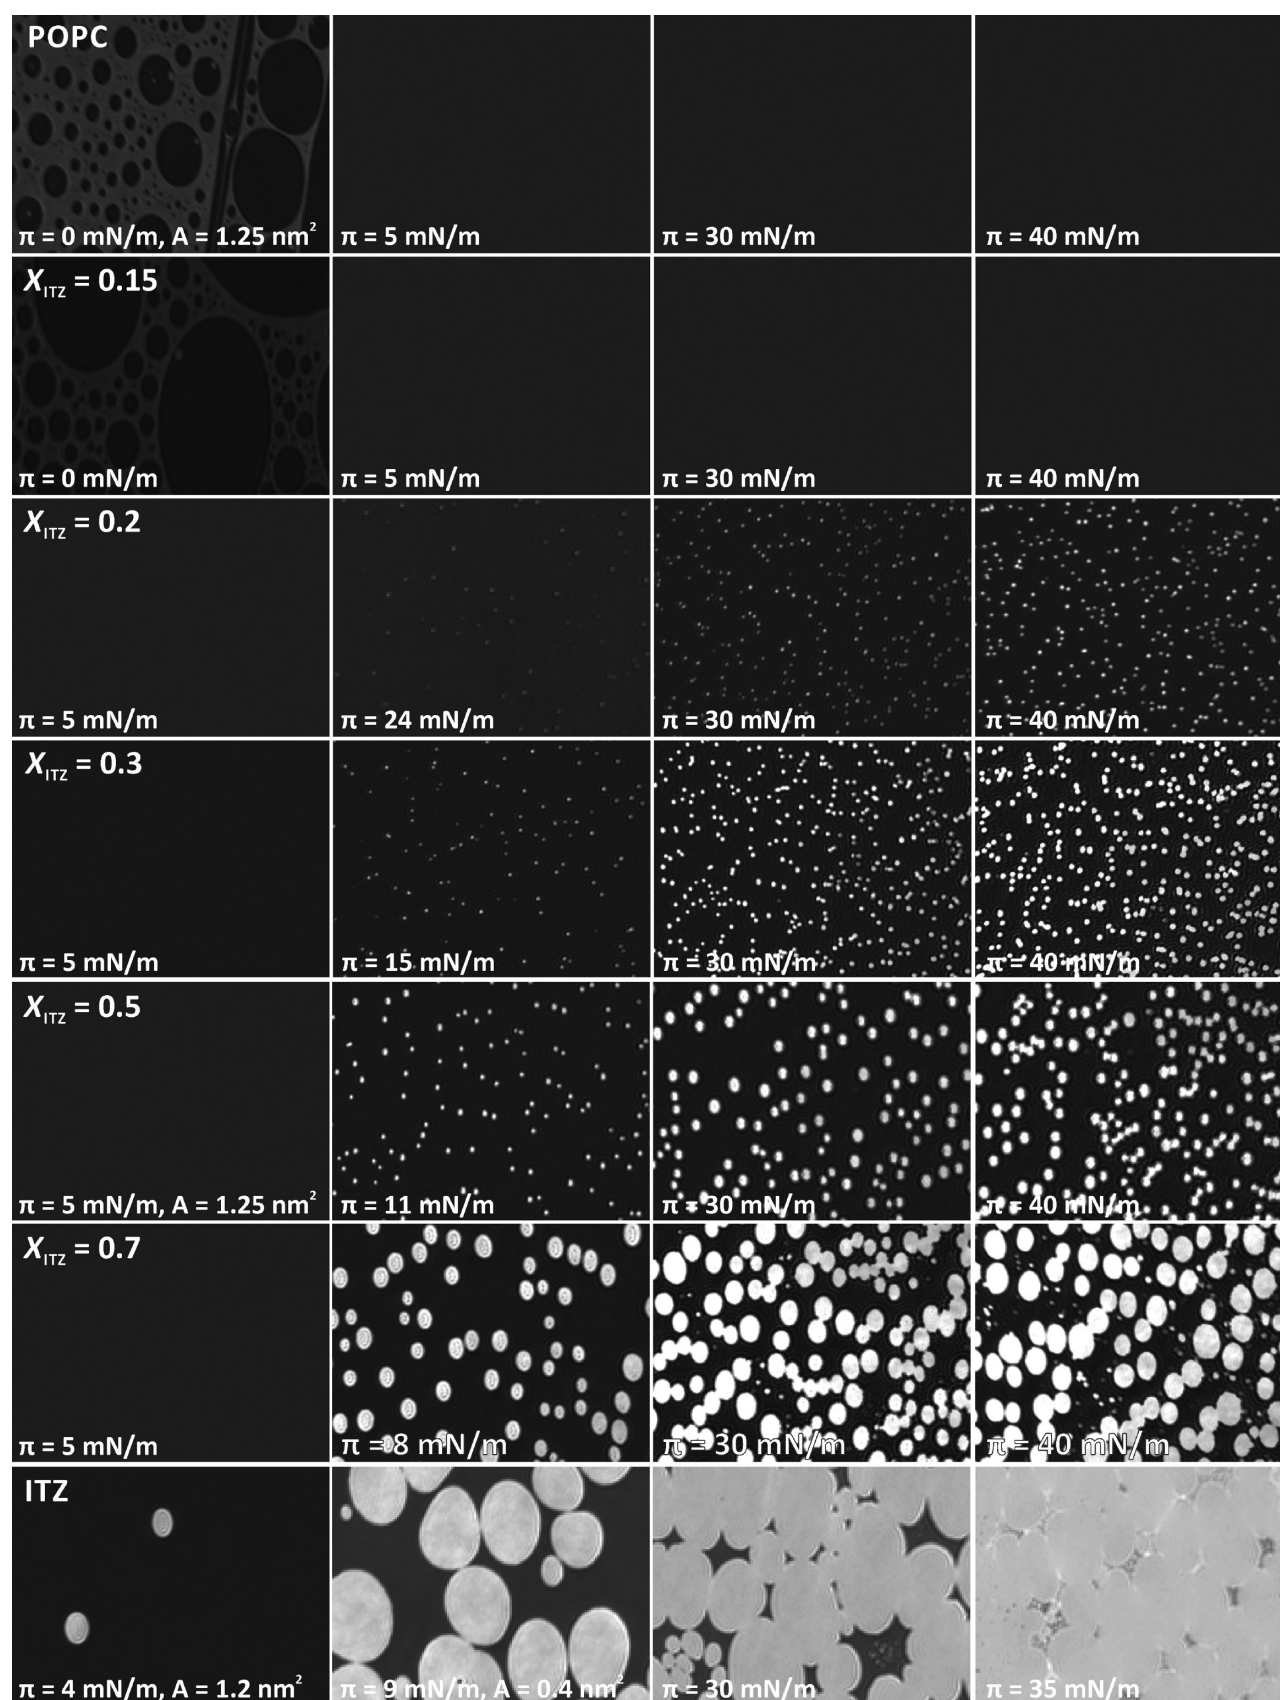 POPC
π = 0 mN/m, A = 1.25 nm²
π = 5 mN/m
π = 30 mN/m
π = 40 mN/m
X_ITZ = 0.15
π = 0 mN/m
π = 5 mN/m
π = 30 mN/m
π = 40 mN/m
X_ITZ = 0.2
π = 5 mN/m
π = 24 mN/m
π = 30 mN/m
π = 40 mN/m
X_ITZ = 0.3
π = 5 mN/m
π = 15 mN/m
π = 30 mN/m
π = 40 mN/m
X_ITZ = 0.5
π = 5 mN/m, A = 1.25 nm²
π = 11 mN/m
π = 30 mN/m
π = 40 mN/m
X_ITZ = 0.7
π = 5 mN/m
π = 8 mN/m
π = 30 mN/m
π = 40 mN/m
ITZ
π = 4 mN/m, A = 1.2 nm²
π = 9 mN/m, A = 0.4 nm²
π = 30 mN/m
π = 35 mN/m